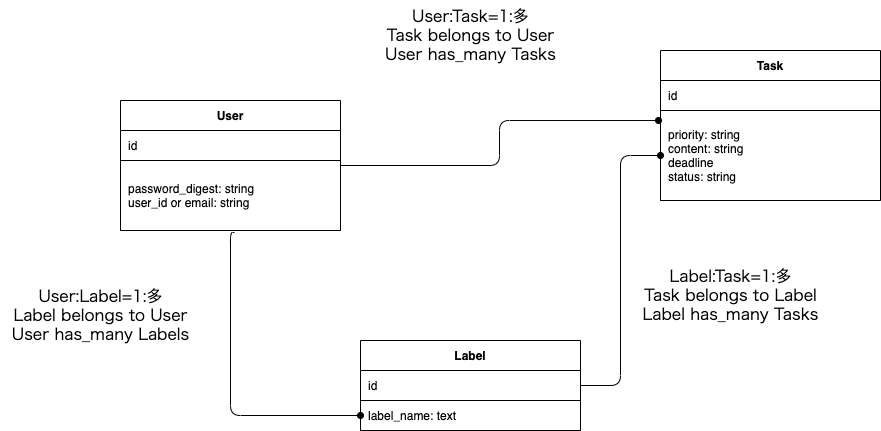 User:Task=1:多
Task belongs to User
User has_many Tasks
Task
id
priority: string
content: string
deadline
status: string
User
id
password_digest: string
user_id or email: string
User:Label=1:多
Label belongs to User
User has_many Labels
Label:Task=1:多
Task belongs to Label
Label has_many Tasks
Label
id
label_name: text